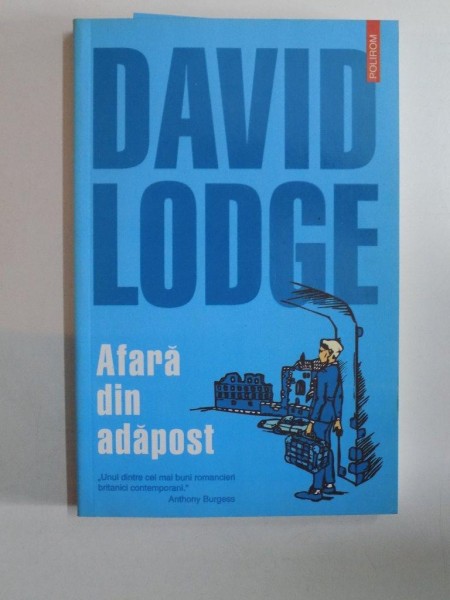 POLIROM
DAVID
LODGE
Afară
din
adăpost
„Unul dintre cei mai buni romancieri
britanici contemporani."
Anthony Burgess